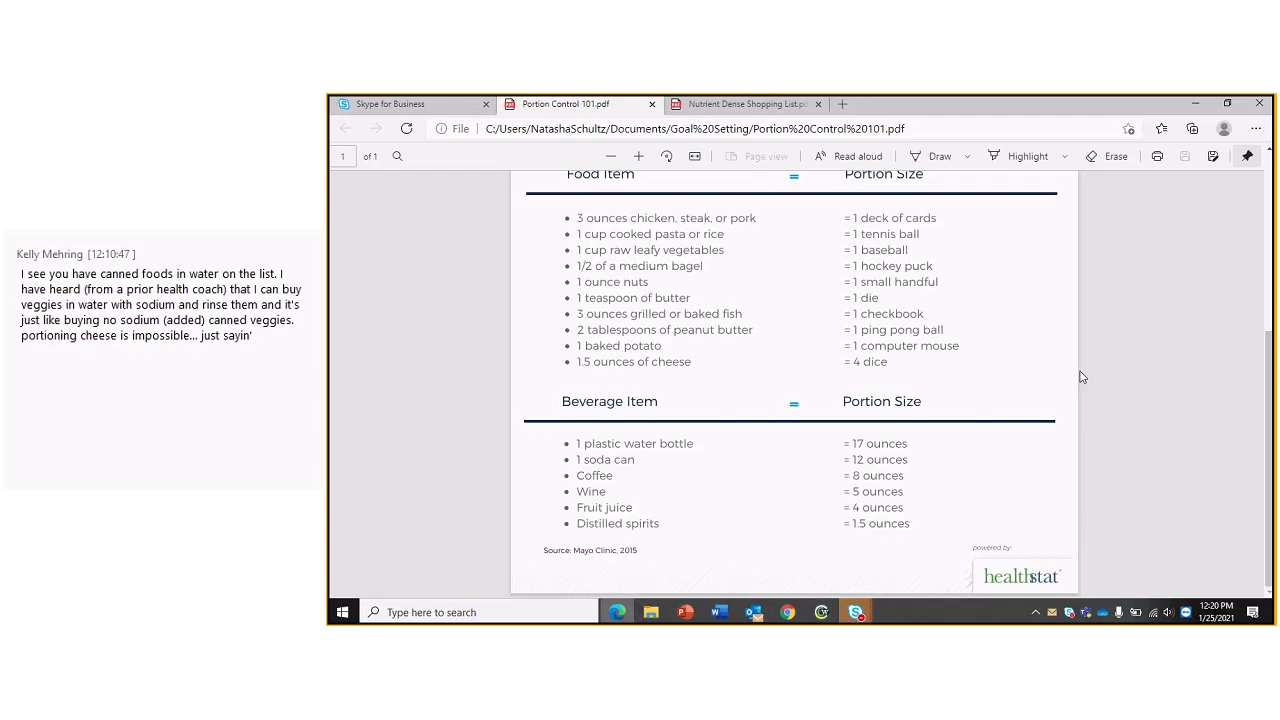 Kelly Mehring [12:10:47]
I see you have canned foods in water on the list. I
have heard (from a prior health coach) that I can buy
veggies in water with sodium and rinse them and it's
just like buying no sodium (added) canned veggies.
portioning cheese is impossible... just sayin'
Skype for Business
Portion Control 101.pdf
Nutrient Dense Shopping List.p
File C:/Users/NatashaSchultz/Documents/Goal%20Setting/Portion%20Control%20101.pdf
1 of 1 Page view Read aloud Draw Highlight Erase
Food Item = Portion Size
• 3 ounces chicken, steak, or pork = 1 deck of cards
• 1 cup cooked pasta or rice = 1 tennis ball
• 1 cup raw leafy vegetables = 1 baseball
• 1/2 of a medium bagel = 1 hockey puck
• 1 ounce nuts = 1 small handful
• 1 teaspoon of butter = 1 die
• 3 ounces grilled or baked fish = 1 checkbook
• 2 tablespoons of peanut butter = 1 ping pong ball
• 1 baked potato = 1 computer mouse
• 1.5 ounces of cheese = 4 dice
Beverage Item = Portion Size
• 1 plastic water bottle = 17 ounces
• 1 soda can = 12 ounces
• Coffee = 8 ounces
• Wine = 5 ounces
• Fruit juice = 4 ounces
• Distilled spirits = 1.5 ounces
Source: Mayo Clinic, 2015
powered by:
healthstat
Type here to search
12:20 PM
1/25/2021